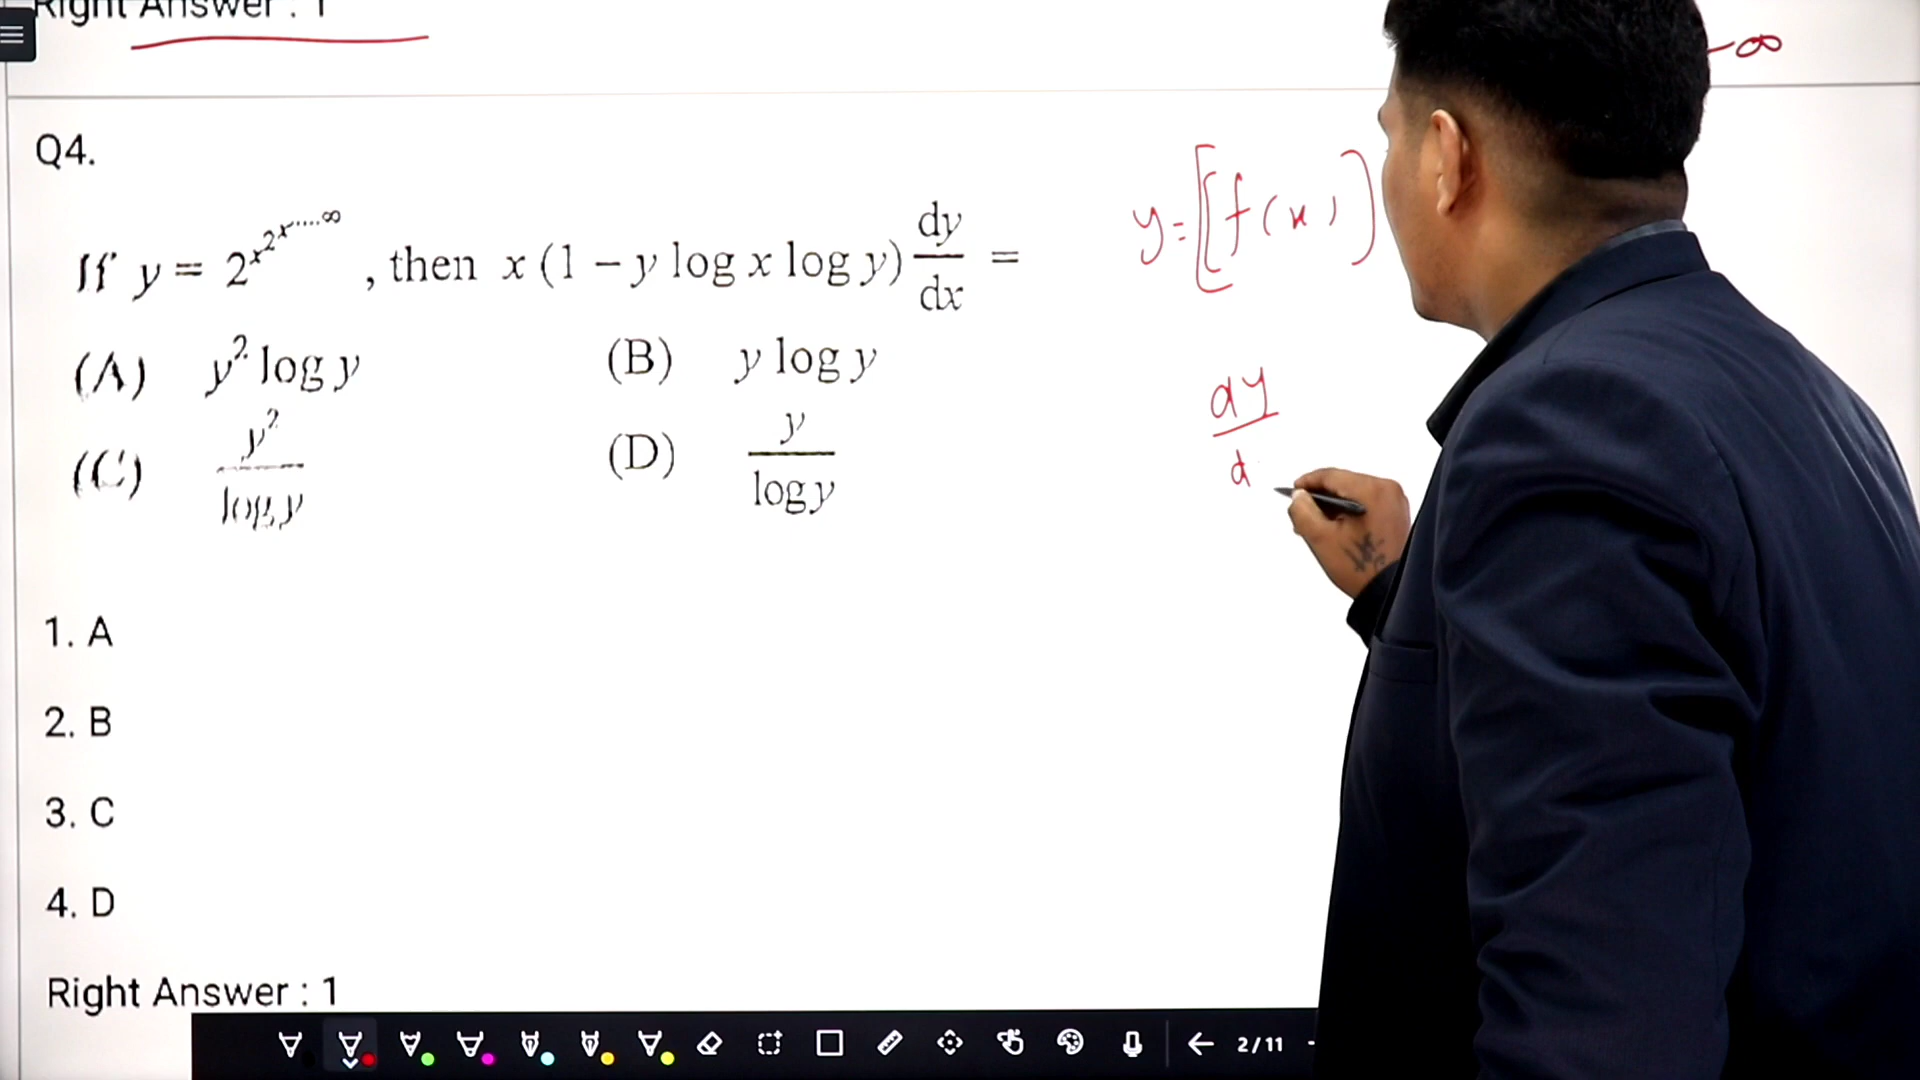 Right Answer : 1
-∞
Q4.
If y = 2^{x^{2^{x^{.....∞}}}}, then x (1 – y log x log y) dy/dx =
y = [[f(x)]
(A) y² log y (B) y log y
dy/d
(C) y²/log y (D) y/log y
1. A
2. B
3. C
4. D
Right Answer : 1
2/11